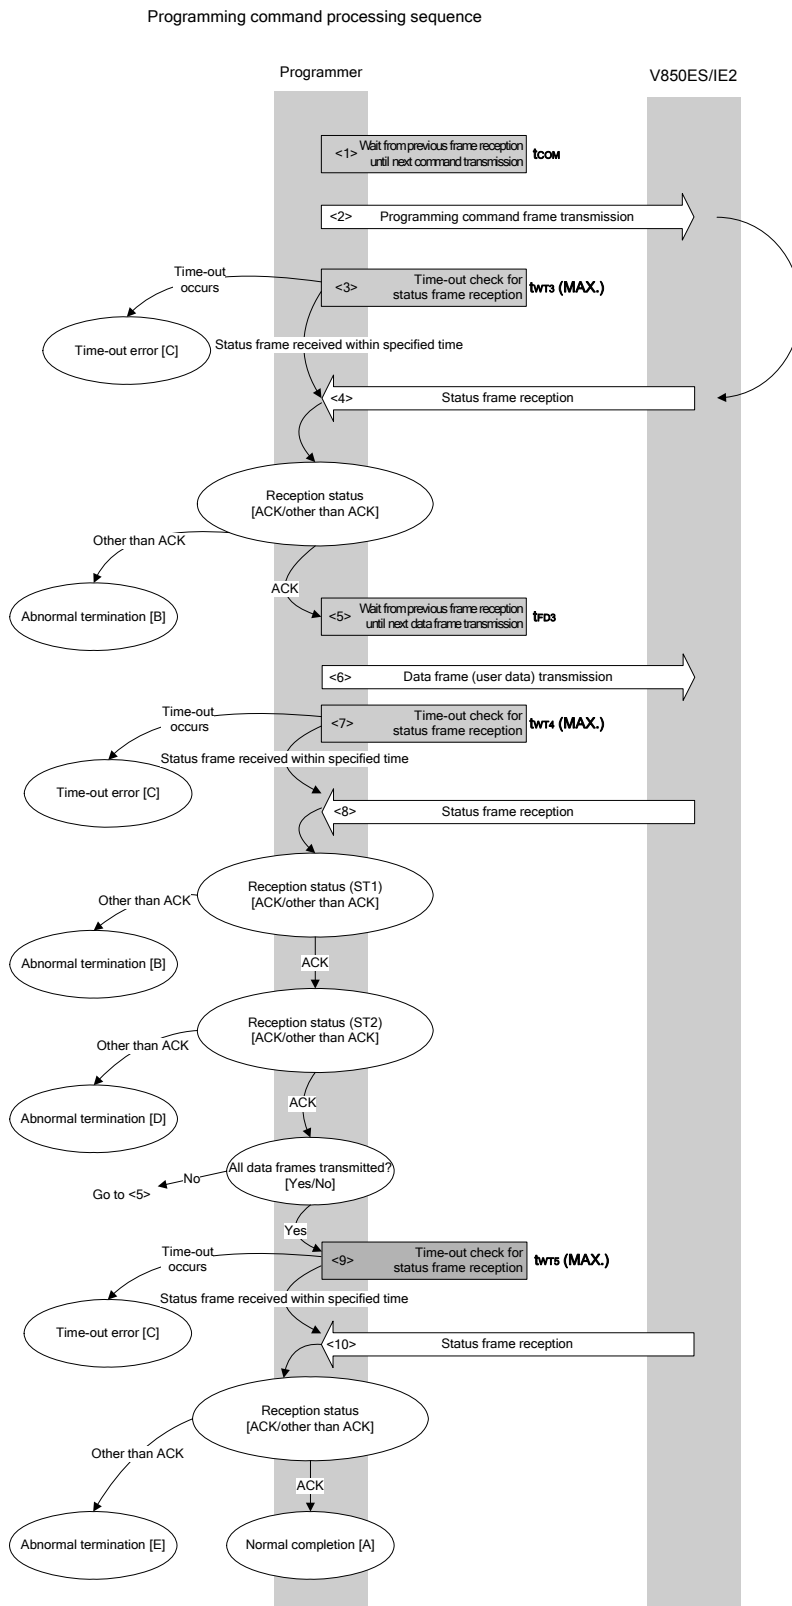 Programming command processing sequence
Programmer
V850ES/IE2
<1> Wait from previous frame reception
until next command transmission
tCOM
<2> Programming command frame transmission
Time-out
occurs
<3> Time-out check for
status frame reception
tWT3 (MAX.)
Time-out error [C]
Status frame received within specified time
<4> Status frame reception
Reception status
[ACK/other than ACK]
Other than ACK
ACK
Abnormal termination [B]
<5> Wait from previous frame reception
until next data frame transmission
tFD3
<6> Data frame (user data) transmission
Time-out
occurs
<7> Time-out check for
status frame reception
tWT4 (MAX.)
Status frame received within specified time
Time-out error [C]
<8> Status frame reception
Reception status (ST1)
[ACK/other than ACK]
Other than ACK
Abnormal termination [B]
ACK
Reception status (ST2)
[ACK/other than ACK]
Other than ACK
Abnormal termination [D]
ACK
All data frames transmitted?
[Yes/No]
No
Go to <5>
Yes
Time-out
occurs
<9> Time-out check for
status frame reception
tWT5 (MAX.)
Status frame received within specified time
Time-out error [C]
<10> Status frame reception
Reception status
[ACK/other than ACK]
Other than ACK
ACK
Abnormal termination [E]
Normal completion [A]